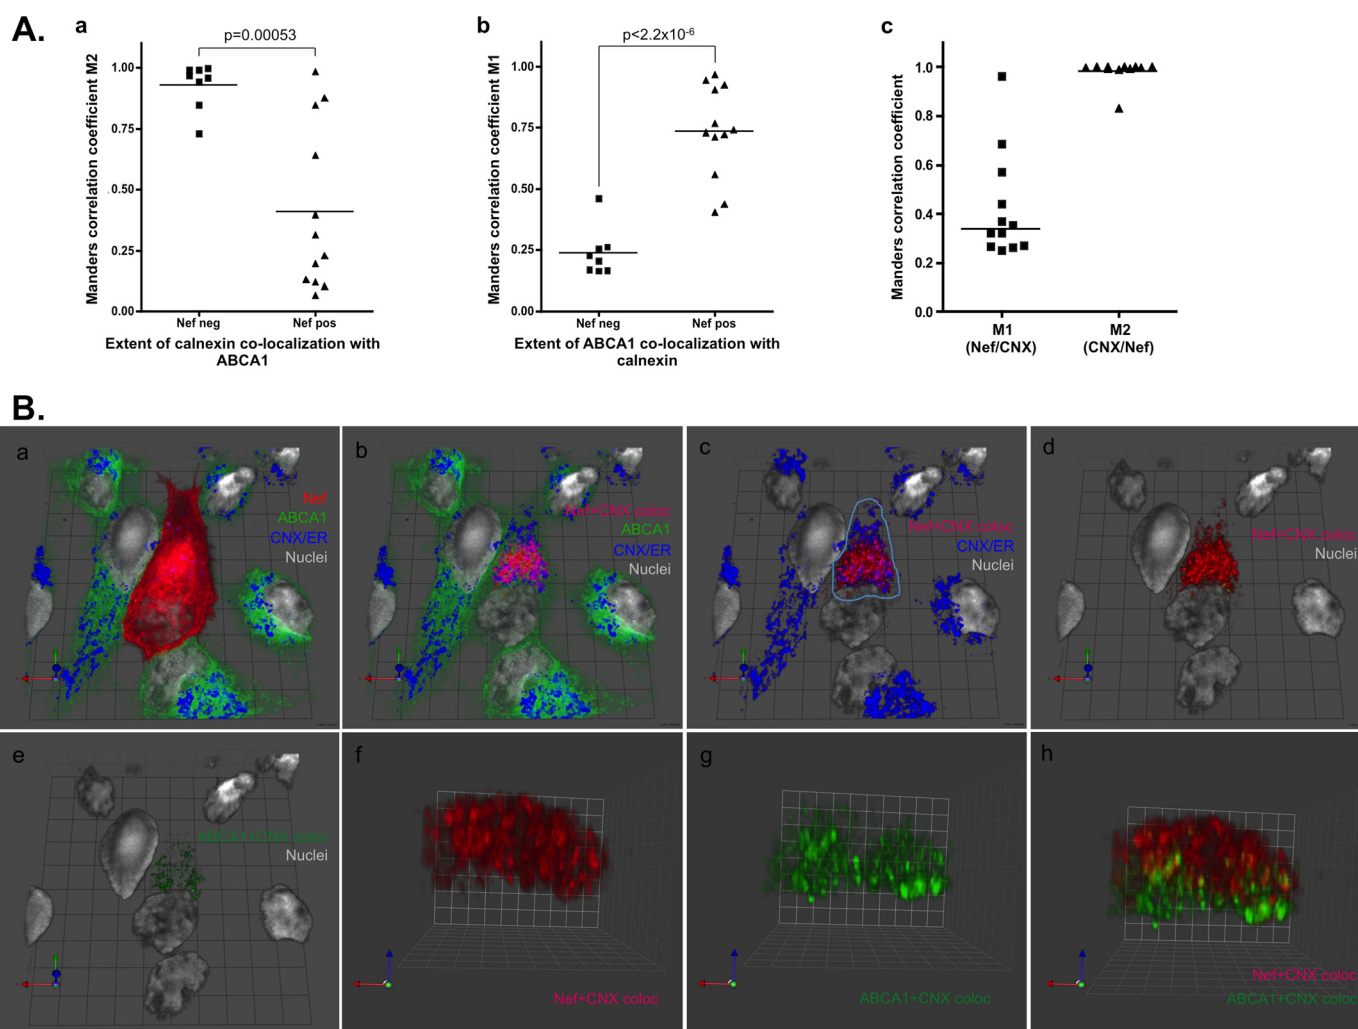 A.
a
p=0.00053
Manders correlation coefficient M2
1.00
0.75
0.50
0.25
0.00
Nef neg
Nef pos
Extent of calnexin co-localization with
ABCA1
b
p<2.2x10-6
Manders correlation coefficient M1
1.00
0.75
0.50
0.25
0.00
Nef neg
Nef pos
Extent of ABCA1 co-localization with
calnexin
c
Manders correlation coefficient
1.0
0.8
0.6
0.4
0.2
0.0
M1
(Nef/CNX)
M2
(CNX/Nef)
B.
a
Nef
ABCA1
CNX/ER
Nuclei
b
Nef+CNX coloc
ABCA1
CNX/ER
Nuclei
c
Nef+CNX coloc
CNX/ER
Nuclei
d
Nef+CNX coloc
Nuclei
e
ABCA1+CNX coloc
Nuclei
f
Nef+CNX coloc
g
ABCA1+CNX coloc
h
Nef+CNX coloc
ABCA1+CNX coloc